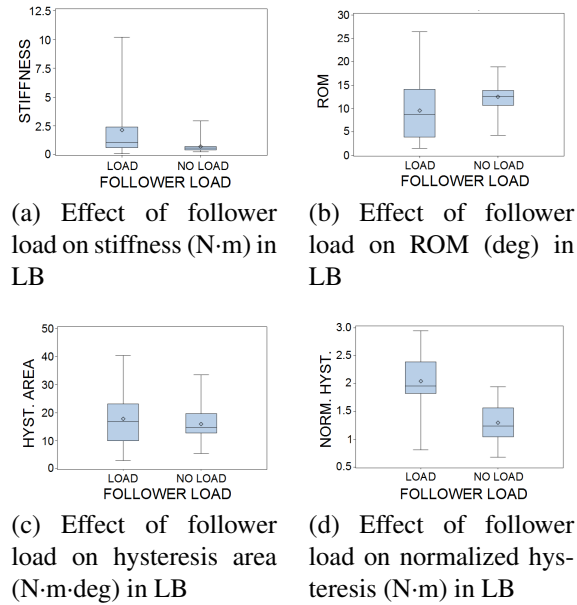 12.5
10
7.5
5
2.5
0
STIFFNESS
LOAD NO LOAD
FOLLOWER LOAD
(a) Effect of follower
load on stiffness (N·m) in
LB
30
25
20
15
10
5
0
ROM
LOAD NO LOAD
FOLLOWER LOAD
(b) Effect of follower
load on ROM (deg) in
LB
50
40
30
20
10
0
HYST. AREA
LOAD NO LOAD
FOLLOWER LOAD
(c) Effect of follower
load on hysteresis area
(N·m·deg) in LB
3.0
2.5
2
1.5
1
0.5
NORM. HYST.
LOAD NO LOAD
FOLLOWER LOAD
(d) Effect of follower
load on normalized hys-
teresis (N·m) in LB